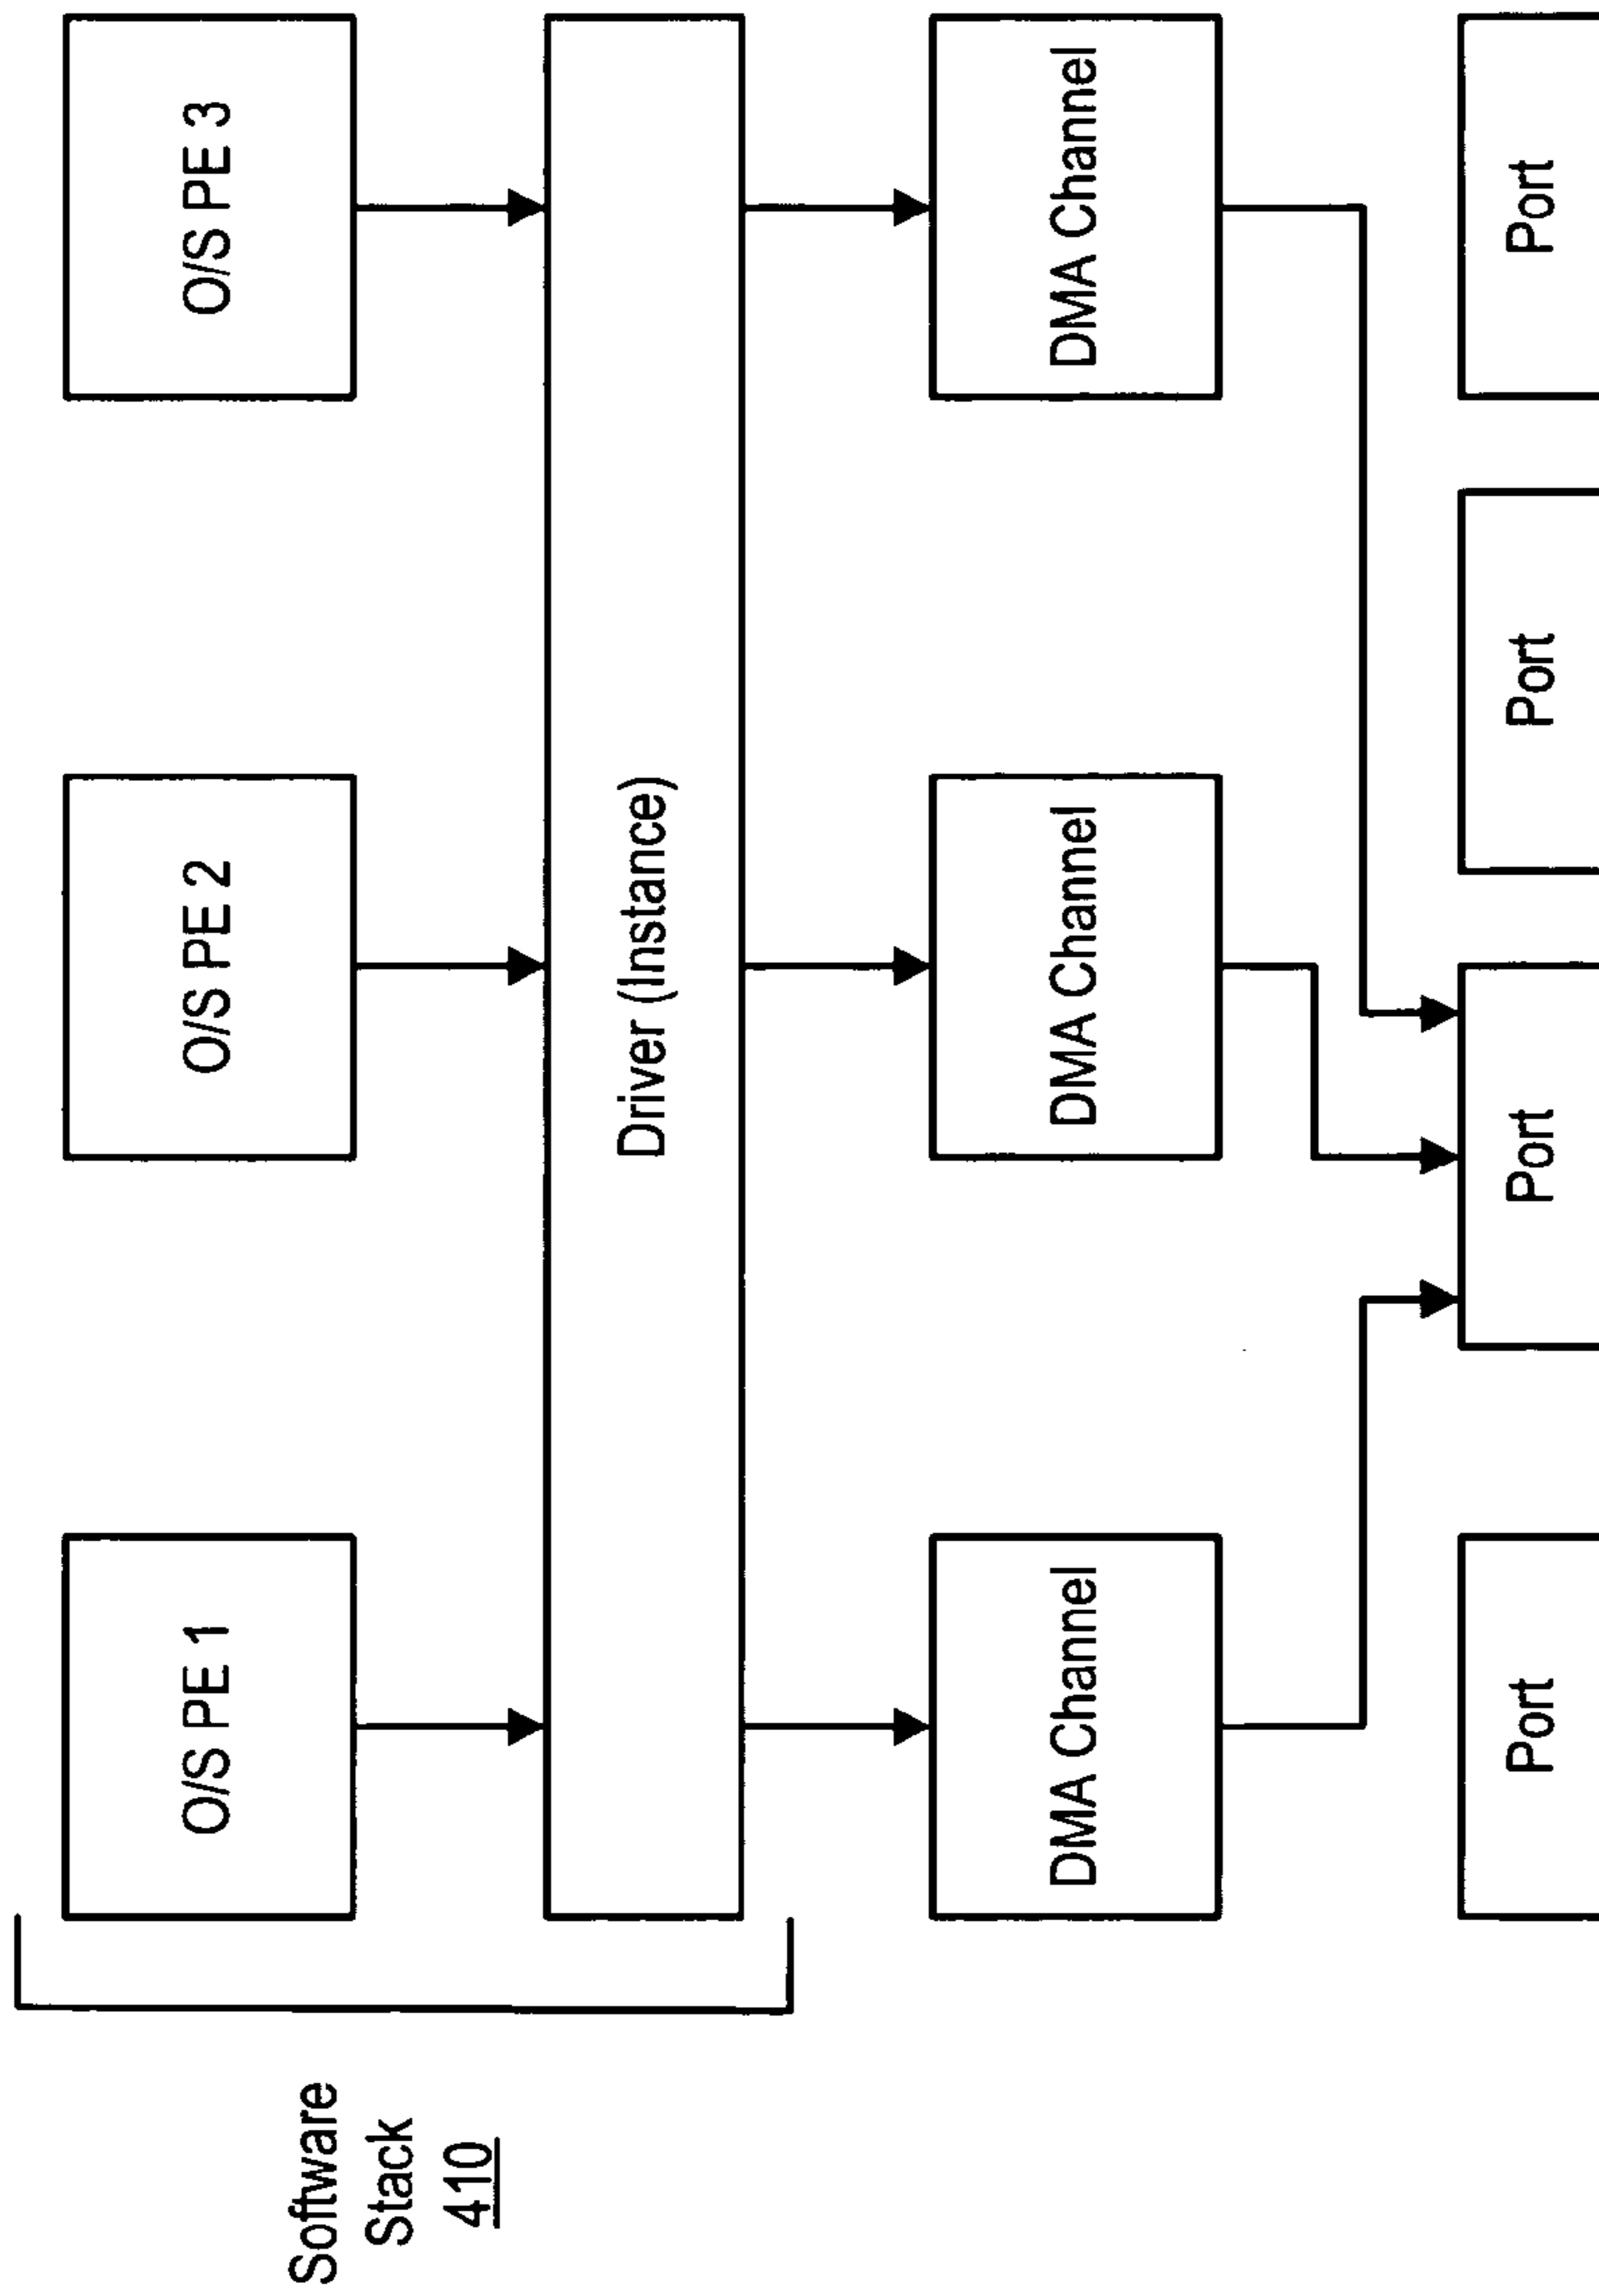 O/S PE 1
O/S PE 2
O/S PE 3
Driver (Instance)
Software
Stack
410
DMA Channel
DMA Channel
DMA Channel
Port
Port
Port
Port